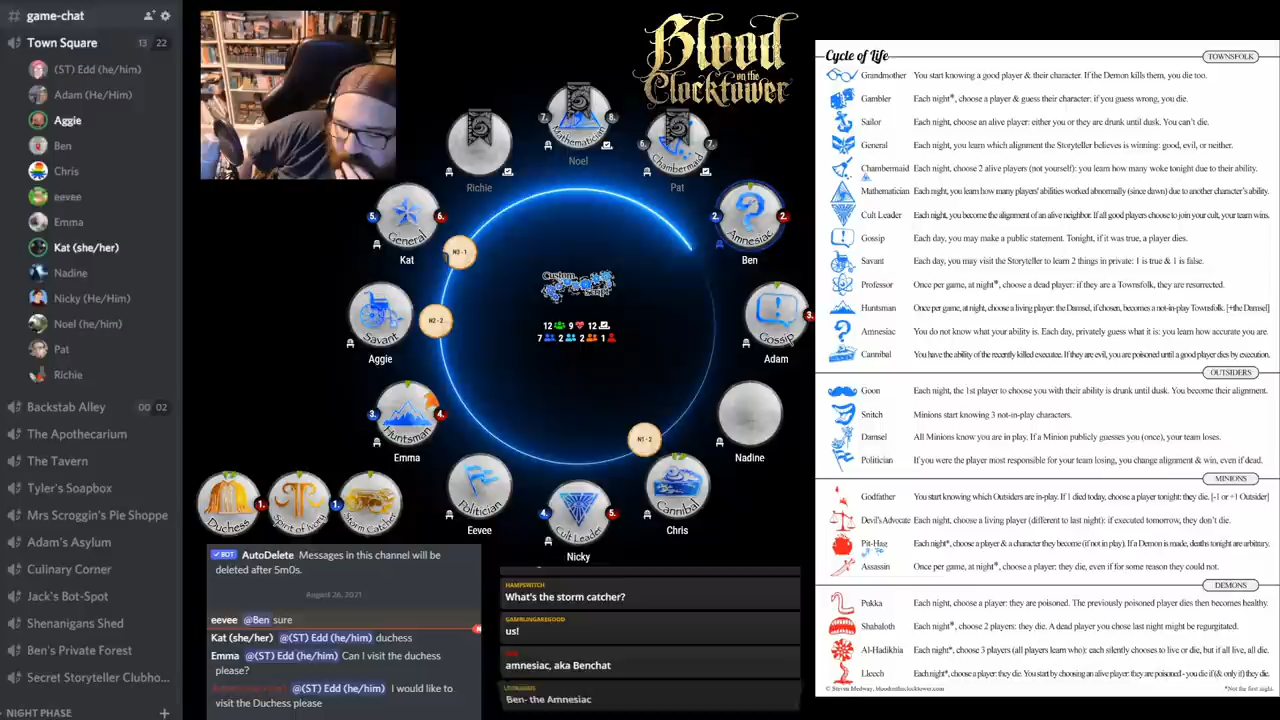 # game-chat
Town Square 13 22
(ST) Edd (he/him)
Adam (He/Him)
Aggie
Ben
Chris
eevee
Emma
Kat (she/her)
Nadine
Nicky (He/Him)
Noel (he/him)
Pat
Richie
Backstab Alley 00 02
The Apothecarium
The Tavern
Tyler's Soapbox
Mrs Scroggin's Pie Shoppe
Adam's Asylum
Culinary Corner
Jack's Bot-Spot
Shenanigans Shed
Ben's Private Forest
Secret Storyteller Clubho...
NIGHT PHASE
Blood
on the
Clocktower
7. Mathematician 8.
Noel
Richie
6. Chambermaid 7.
Pat
5. General 6.
Kat
N3 - 1
2. Amnesiac 2.
Ben
Savant
Aggie
N2 - 2
Custom
Script
12 9 12
7 2 2 1
Gossip 3.
Adam
3. Huntsman 4.
Emma
Nadine
N1 - 2
Politician
Eevee
4. Cult Leader 5.
Nicky
Cannibal
Chris
Duchess 1.
Spirit of Ivory 1.
Storm Catcher
BOT AutoDelete Messages in this channel will be
deleted after 5m0s.
August 26, 2021
eevee @Ben sure
Kat (she/her) @(ST) Edd (he/him) duchess
Emma @(ST) Edd (he/him) Can I visit the duchess
please?
@(ST) Edd (he/him) I would like to
visit the Duchess please
What's the storm catcher?
us!
amnesiac, aka Benchat
Ben- the Amnesiac
Cycle of Life
TOWNSFOLK
Grandmother You start knowing a good player & their character. If the Demon kills them, you die too.
Gambler Each night*, choose a player & guess their character: if you guess wrong, you die.
Sailor Each night, choose an alive player: either you or they are drunk until dusk. You can't die.
General Each night, you learn which alignment the Storyteller believes is winning: good, evil, or neither.
Chambermaid Each night, choose 2 alive players (not yourself): you learn how many woke tonight due to their ability.
Mathematician Each night, you learn how many players' abilities worked abnormally (since dawn) due to another character's ability.
Cult Leader Each night, you become the alignment of an alive neighbor. If all good players choose to join your cult, your team wins.
Gossip Each day, you may make a public statement. Tonight, if it was true, a player dies.
Savant Each day, you may visit the Storyteller to learn 2 things in private: 1 is true & 1 is false.
Professor Once per game, at night*, choose a dead player: if they are a Townsfolk, they are resurrected.
Huntsman Once per game, at night, choose a living player: the Damsel, if chosen, becomes a not-in-play Townsfolk. [+the Damsel]
Amnesiac You do not know what your ability is. Each day, privately guess what it is: you learn how accurate you are.
Cannibal You have the ability of the recently killed executee. If they are evil, you are poisoned until a good player dies by execution.
OUTSIDERS
Goon Each night, the 1st player to choose you with their ability is drunk until dusk. You become their alignment.
Snitch Minions start knowing 3 not-in-play characters.
Damsel All Minions know you are in play. If a Minion publicly guesses you (once), your team loses.
Politician If you were the player most responsible for your team losing, you change alignment & win, even if dead.
MINIONS
Godfather You start knowing which Outsiders are in-play. If 1 died today, choose a player tonight: they die. [-1 or +1 Outsider]
Devil's Advocate Each night, choose a living player (different to last night): if executed tomorrow, they don't die.
Pit-Hag Each night*, choose a player & a character they become (if not in play). If a Demon is made, deaths tonight are arbitrary.
Assassin Once per game, at night*, choose a player: they die, even if for some reason they could not.
DEMONS
Pukka Each night, choose a player: they are poisoned. The previously poisoned player dies then becomes healthy.
Shabaloth Each night*, choose 2 players: they die. A dead player you chose last night might be regurgitated.
Al-Hadikhia Each night*, choose 3 players (all players learn who): each silently chooses to live or die, but if all live, all die.
Lleech Each night*, choose a player: they die. You start by choosing an alive player: they are poisoned - you die if (& only if) they die.
© Steven Medway, bloodontheclocktower.com *Not the first night.